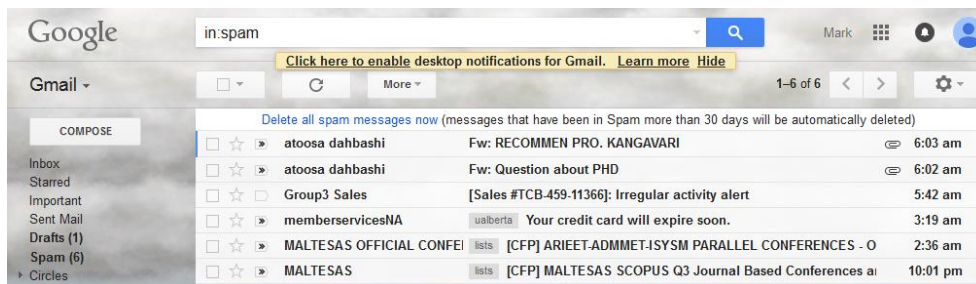 Google in:spam Mark
Click here to enable desktop notifications for Gmail. Learn more Hide
Gmail More 1–6 of 6
Delete all spam messages now (messages that have been in Spam more than 30 days will be automatically deleted)
COMPOSE
Inbox
Starred
Important
Sent Mail
Drafts (1)
Spam (6)
Circles
atoosa dahbashi Fw: RECOMMEN PRO. KANGAVARI 6:03 am
atoosa dahbashi Fw: Question about PHD 6:02 am
Group3 Sales [Sales #TCB-459-11366]: Irregular activity alert 5:42 am
memberservicesNA ualberta Your credit card will expire soon. 3:19 am
MALTESAS OFFICIAL CONFEI lists [CFP] ARIEET-ADMMET-ISYSM PARALLEL CONFERENCES - O 2:36 am
MALTESAS lists [CFP] MALTESAS SCOPUS Q3 Journal Based Conferences a 10:01 pm